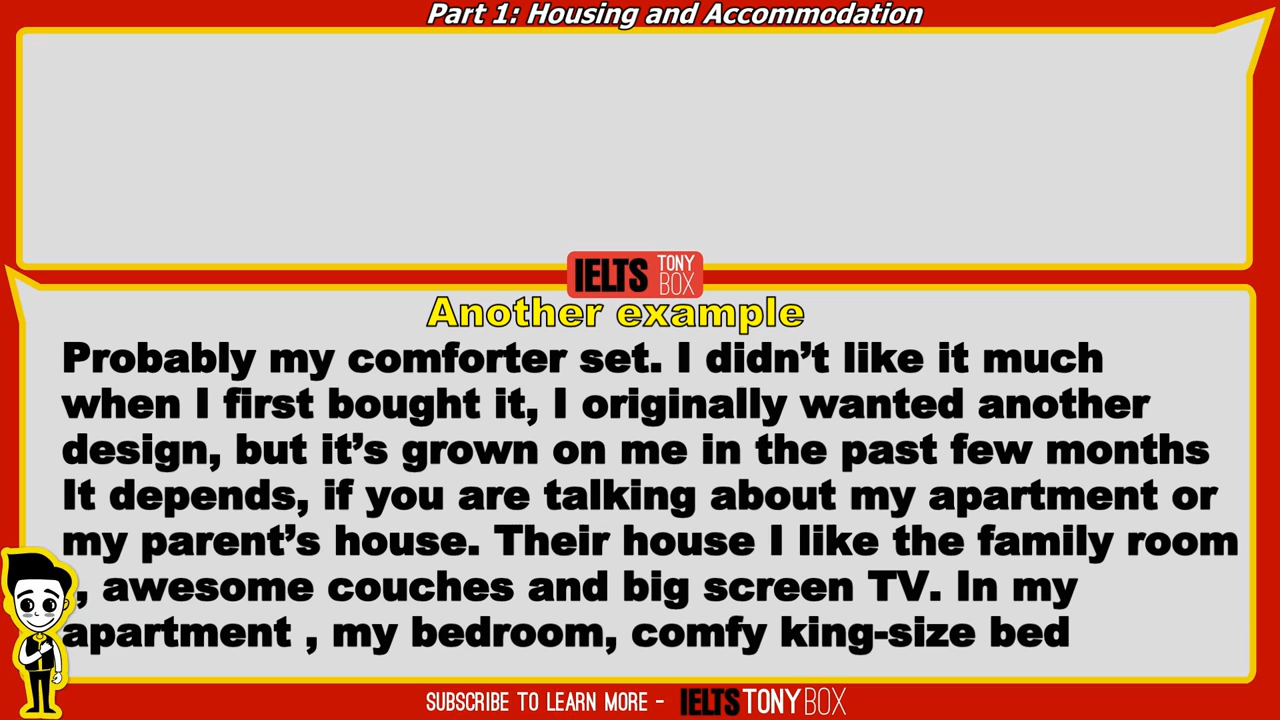 Part 1: Housing and Accommodation
IELTS TONY BOX
Another example
Probably my comforter set. I didn’t like it much
when I first bought it, I originally wanted another
design, but it’s grown on me in the past few months
It depends, if you are talking about my apartment or
my parent’s house. Their house I like the family room
, awesome couches and big screen TV. In my
apartment , my bedroom, comfy king-size bed
SUBSCRIBE TO LEARN MORE - IELTS TONY BOX